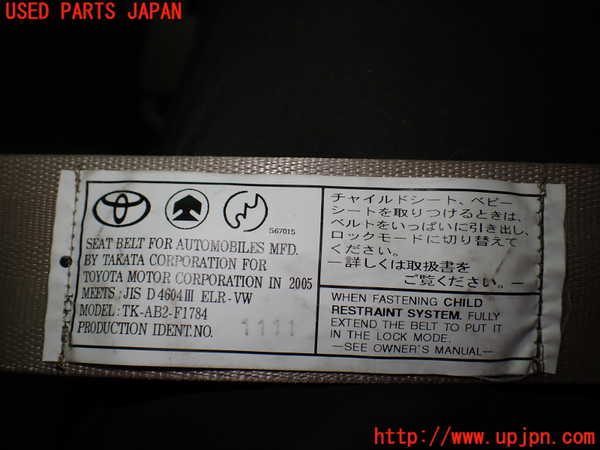 USED PARTS JAPAN
567015
SEAT BELT FOR AUTOMOBILES MFD.
BY TAKATA CORPORATION FOR
TOYOTA MOTOR CORPORATION IN 2005
MEETS:JIS D4604Ⅲ ELR-VW
MODEL:TK-AB2-F1784
PRODUCTION IDENT.NO. 1111
チャイルドシート、ベビー
シートを取りつけるときは、
ベルトをいっぱいに引き出し、
ロックモードに切り替えて
ください。
―詳しくは取扱書を
ご覧ください。―
WHEN FASTENING CHILD
RESTRAINT SYSTEM, FULLY
EXTEND THE BELT TO PUT IT
IN THE LOCK MODE.
―SEE OWNER'S MANUAL―
http://www.upjpn.com/